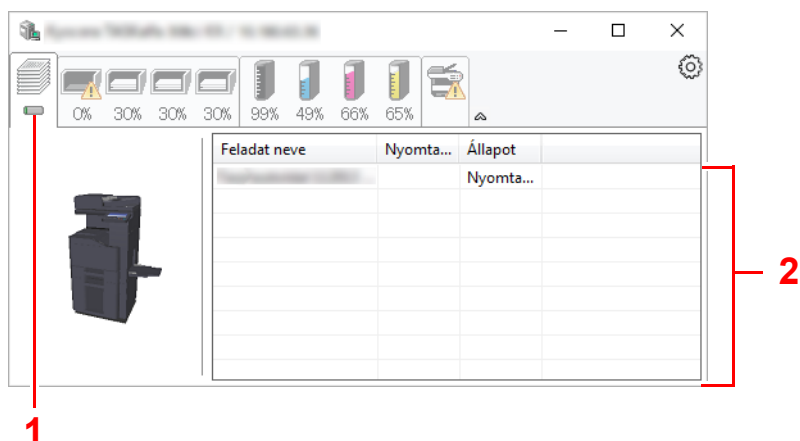 0% 30% 30% 30% 99% 49% 66% 65%
Feladat neve Nyomta... Állapot
Nyomta...
2
1